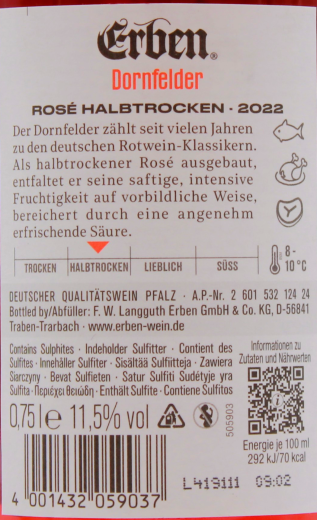 Erben®
Dornfelder
ROSÉ HALBTROCKEN · 2022
Der Dornfelder zählt seit vielen Jahren
zu den deutschen Rotwein-Klassikern.
Als halbtrockener Rosé ausgebaut,
entfaltet er seine saftige, intensive
Fruchtigkeit auf vorbildliche Weise,
bereichert durch eine angenehm
erfrischende Säure.
TROCKEN HALBTROCKEN LIEBLICH SÜSS
8 -
10 °C
DEUTSCHER QUALITÄTSWEIN PFALZ · A.P.-Nr. 2 601 532 124 24
Bottled by/Abfüller: F. W. Langguth Erben GmbH & Co. KG, D-56841
Traben-Trarbach · www.erben-wein.de
Contains Sulphites · Indeholder Sulfitter · Contient des
Sulfites · Innehåller Sulfiter · Sisältää Sulfiitteja · Zawiera
Siarczyny · Bevat Sulfieten · Satur Sulfīti Sudėtyje yra
Sulfitų · Περιέχει Θειώδη · Enthält Sulfite · Contiene Sulfitos
Informationen zu
Zutaten und Nährwerten
0,75 l e 11,5% vol
505903
Energie je 100 ml
292 kJ/70 kcal
4 001432 059037
L419111 09:02